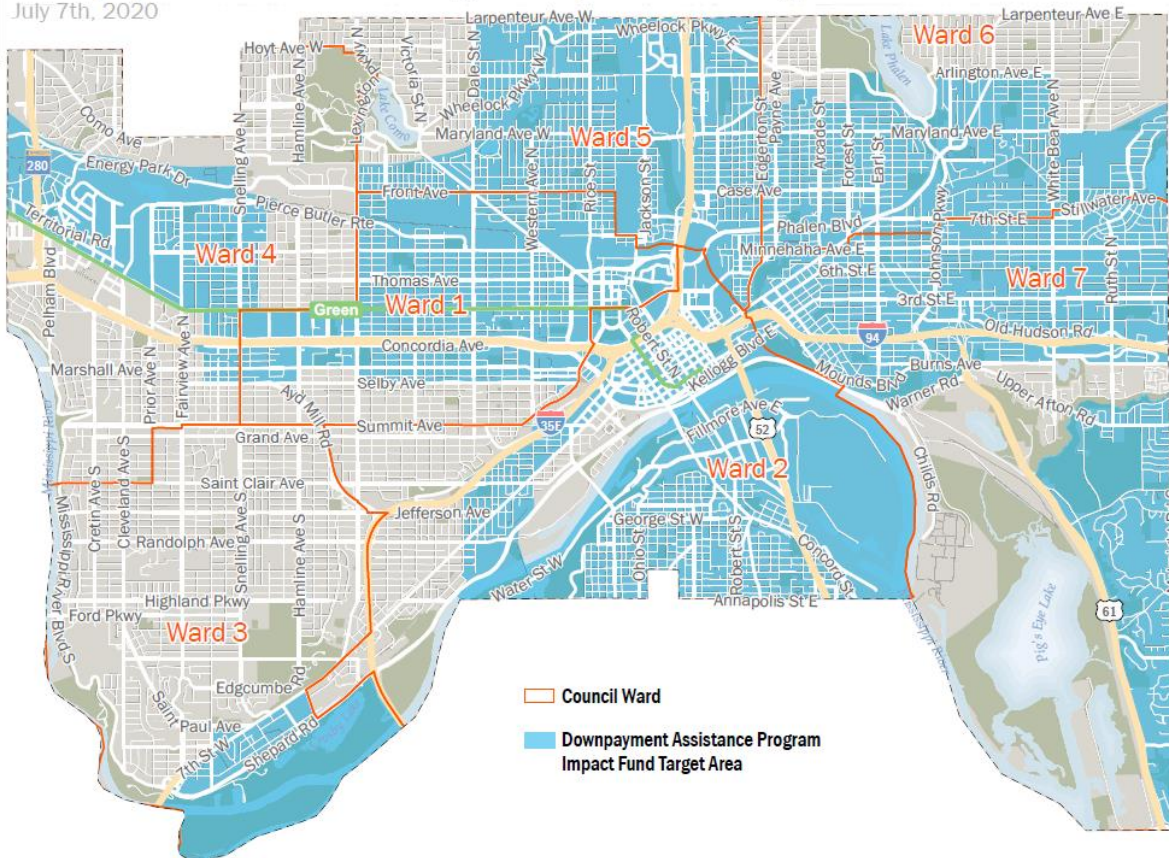 July 7th, 2020
Larpenteur Ave W
Larpenteur Ave E
Hoyt Ave W
Hamline Ave N
Lexington Pkwy N
Victoria St N
Dale St N
Wheelock Pkwy W
Wheelock Pkwy E
Ward 6
Lake Phalen
Lake Como
Arlington Ave E
Como Ave
Maryland Ave W
Ward 5
Maryland Ave E
280
Energy Park Dr
Snelling Ave N
Front Ave
Western Ave N
Rice St
Jackson St
Case Ave
Edgerton St
Payne Ave
Arcade St
Forest St
Earl St
Johnson Pkwy
White Bear Ave N
7th St E
Stillwater Ave
Territorial Rd
Pierce Butler Rte
Phalen Blvd
Minnehaha Ave E
6th St E
Ward 4
Thomas Ave
Ward 1
Green
Ward 7
Ruth St N
3rd St E
Pelham Blvd
Concordia Ave
Robert St N
Kellogg Blvd E
94
Old Hudson Rd
Marshall Ave
Prior Ave N
Fairview Ave N
Selby Ave
Mounds Blvd
Burns Ave
Warner Rd
Upper Afton Rd
Ayd Mill Rd
Summit Ave
35E
Fillmore Ave E
52
Grand Ave
Mississippi River
Ward 2
Cretin Ave S
Cleveland Ave S
Saint Clair Ave
Snelling Ave S
Hamline Ave S
Jefferson Ave
George St W
Childs Rd
Mississippi River Blvd S
Randolph Ave
Ohio St
Robert St S
Concord St
Water St W
Highland Pkwy
Ford Pkwy
Annapolis St E
Mississippi River
Ward 3
61
Pig's Eye Lake
Edgcumbe Rd
Saint Paul Ave
7th St W
Shepard Rd
Council Ward
Downpayment Assistance Program
Impact Fund Target Area